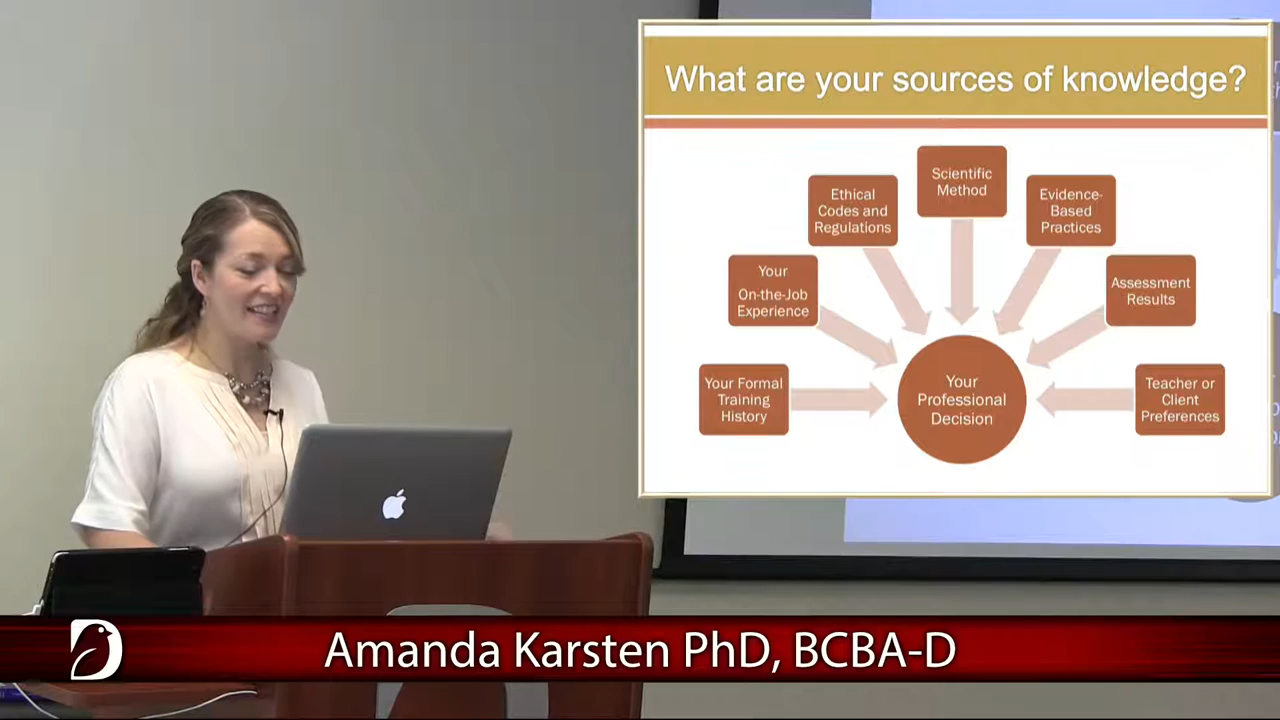 What are your sources of knowledge?
Scientific
Method
Ethical
Codes and
Regulations
Evidence-
Based
Practices
Your
On-the-Job
Experience
Assessment
Results
Your Formal
Training
History
Your
Professional
Decision
Teacher or
Client
Preferences
Amanda Karsten PhD, BCBA-D